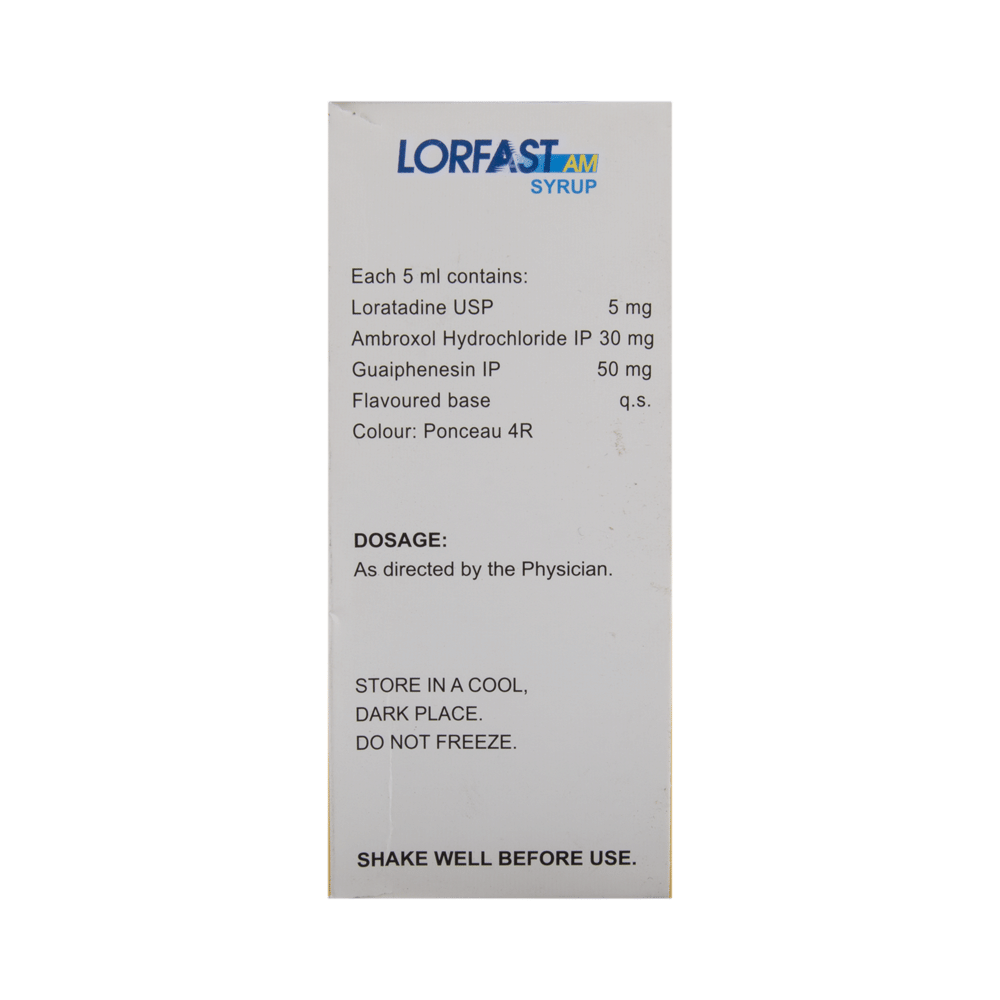 LORFAST AM
SYRUP
Each 5 ml contains:
Loratadine USP 5 mg
Ambroxol Hydrochloride IP 30 mg
Guaiphenesin IP 50 mg
Flavoured base q.s.
Colour: Ponceau 4R
DOSAGE:
As directed by the Physician.
STORE IN A COOL,
DARK PLACE.
DO NOT FREEZE.
SHAKE WELL BEFORE USE.